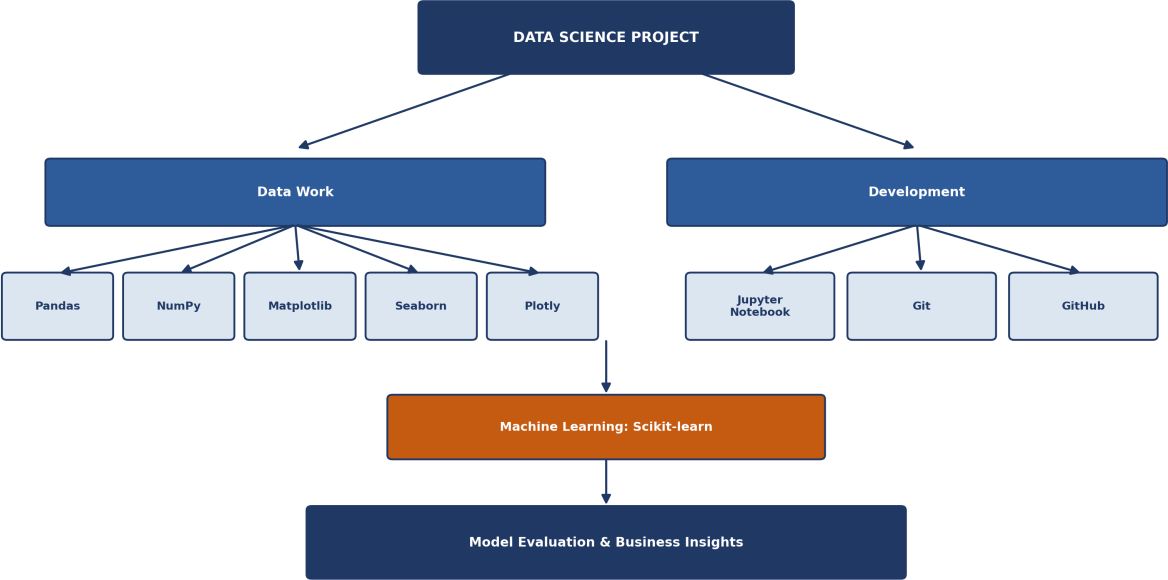 DATA SCIENCE PROJECT
Data Work
Development
Pandas
NumPy
Matplotlib
Seaborn
Plotly
Jupyter
Notebook
Git
GitHub
Machine Learning: Scikit-learn
Model Evaluation & Business Insights